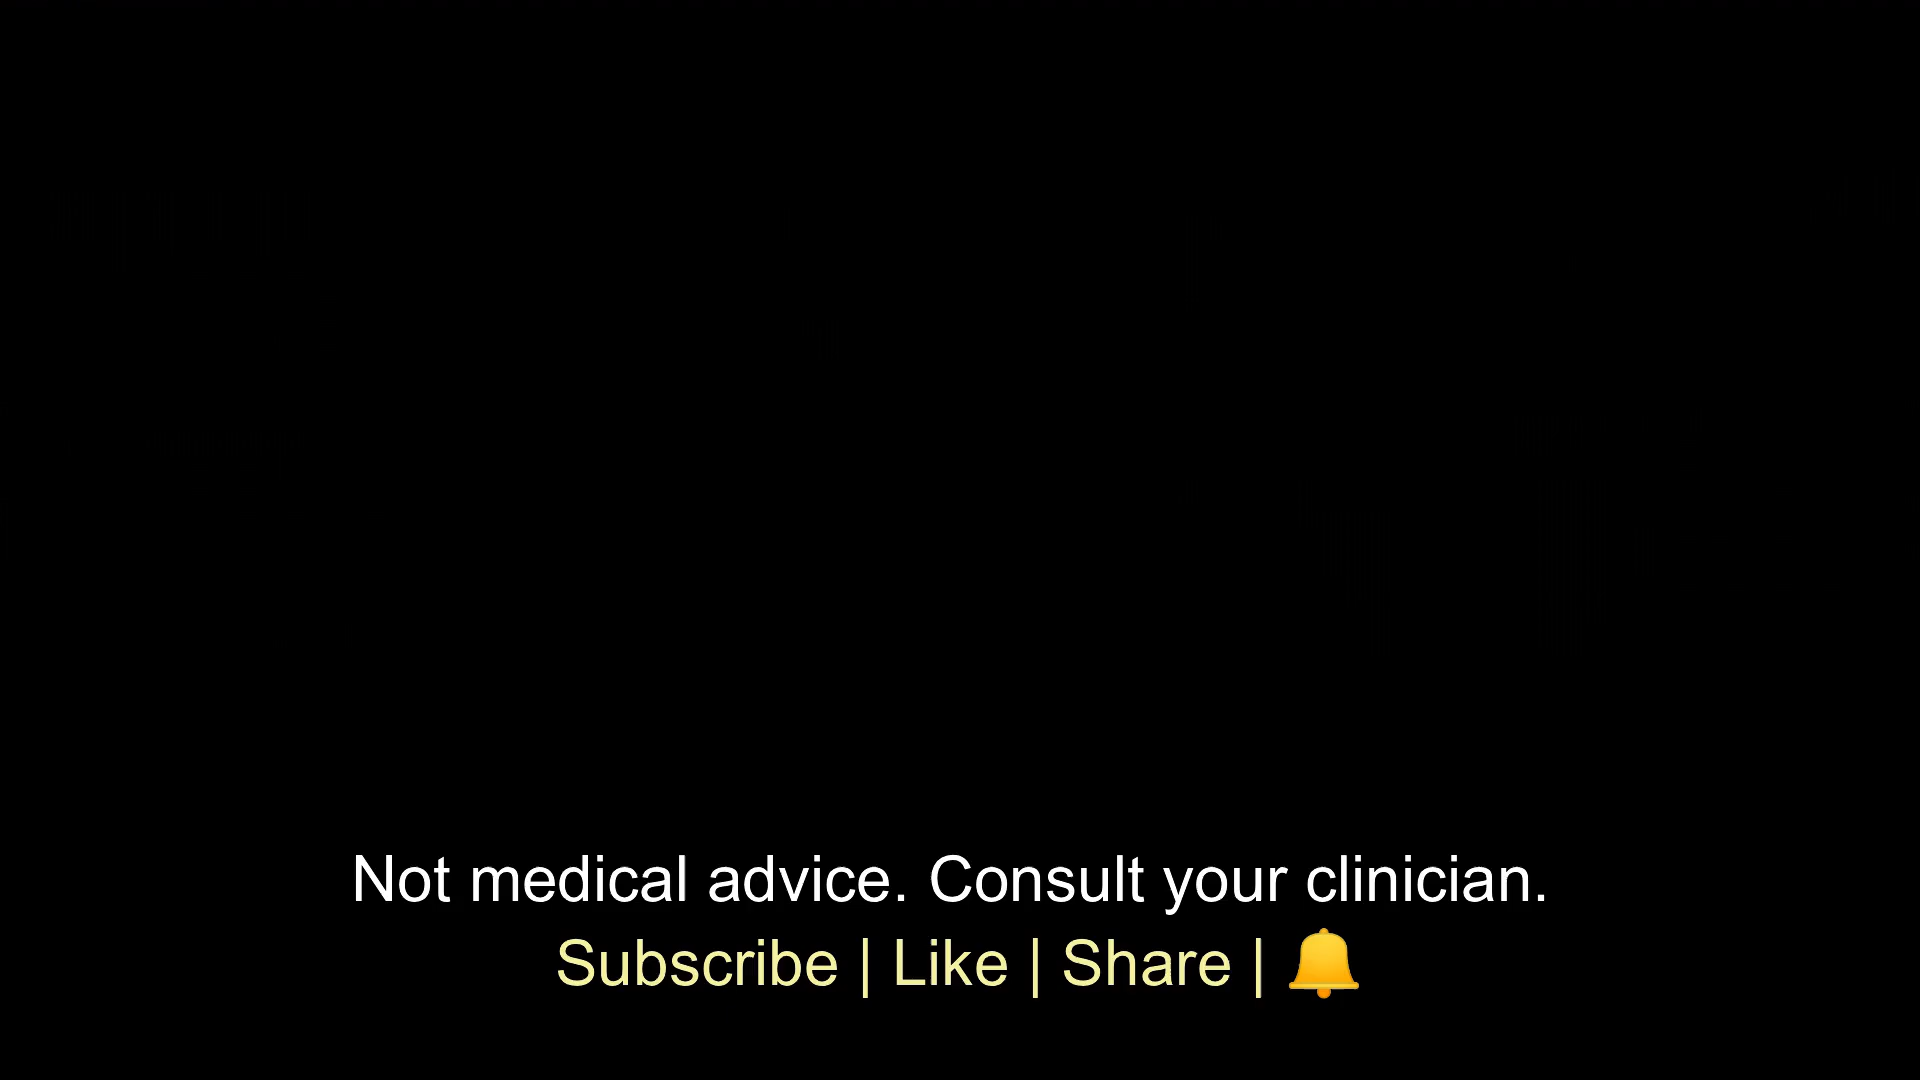 Not medical advice. Consult your clinician.
Subscribe | Like | Share | 🔔